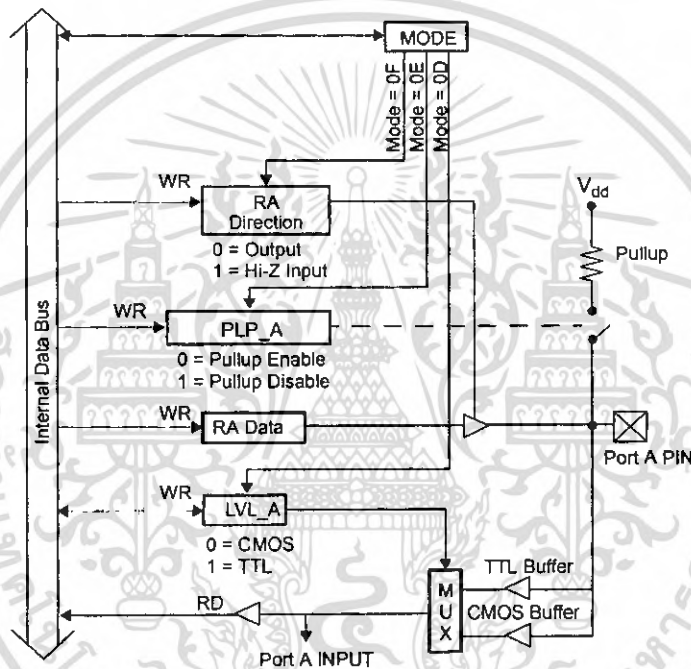 MODE
Mode = 0F
Mode = 0E
Mode = 0D
WR
RA
Direction
0 = Output
1 = Hi-Z Input
Vdd
Pullup
WR
PLP_A
0 = Pullup Enable
1 = Pullup Disable
Internal Data Bus
WR
RA Data
Port A PIN
WR
LVL_A
0 = CMOS
1 = TTL
TTL Buffer
CMOS Buffer
M
U
X
RD
Port A INPUT